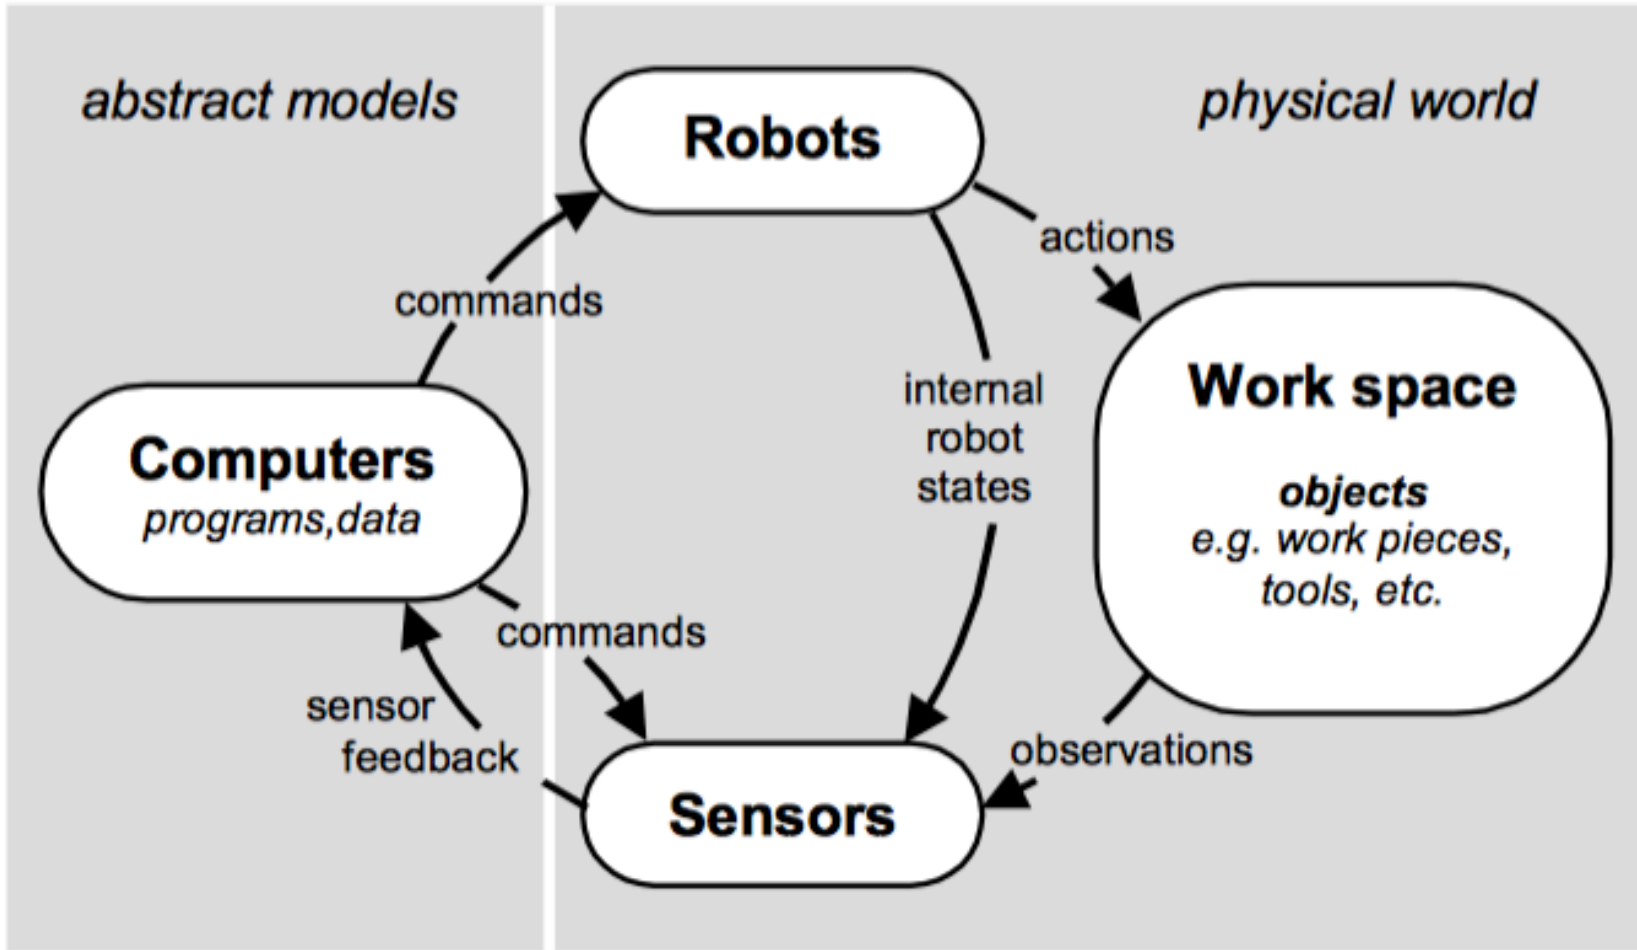 abstract models
physical world
Robots
actions
commands
Work space
internal
robot
states
Computers
programs,data
objects
e.g. work pieces,
tools, etc.
commands
sensor
feedback
observations
Sensors